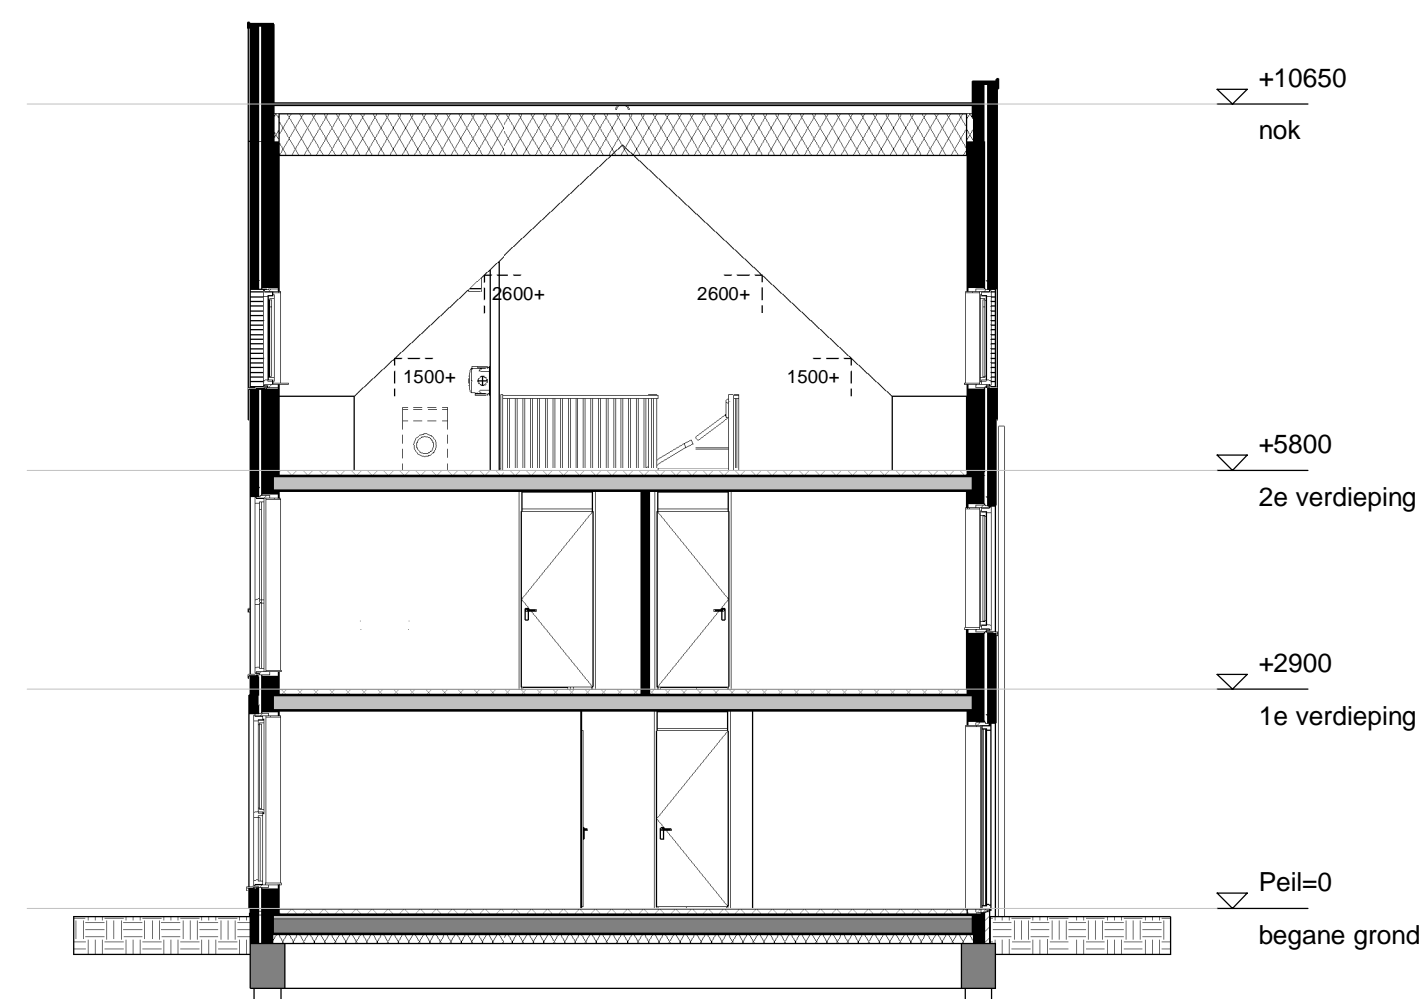 +10650
nok
2600+
2600+
1500+
1500+
+5800
2e verdieping
+2900
1e verdieping
Peil=0
begane grond